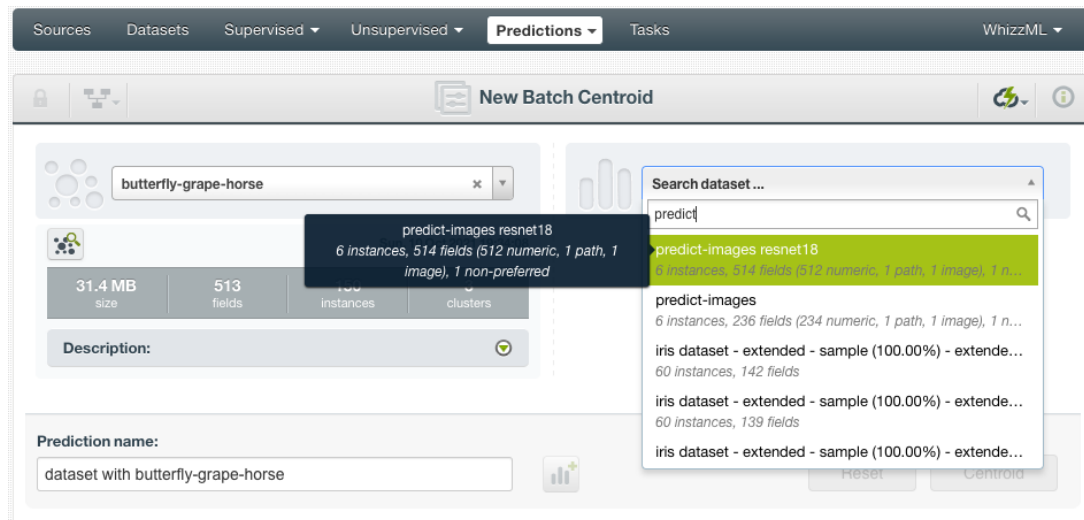 Sources Datasets Supervised Unsupervised Predictions Tasks WhizzML
New Batch Centroid
butterfly-grape-horse
Search dataset ...
predict
predict-images resnet18
6 instances, 514 fields (512 numeric, 1 path, 1
image), 1 non-preferred
predict-images resnet18
6 instances, 514 fields (512 numeric, 1 path, 1 image), 1 n...
31.4 MB 513
size fields instances clusters
predict-images
6 instances, 236 fields (234 numeric, 1 path, 1 image), 1 n...
Description:
iris dataset - extended - sample (100.00%) - extende...
60 instances, 142 fields
iris dataset - extended - sample (100.00%) - extende...
60 instances, 139 fields
iris dataset - extended - sample (100.00%) - extende...
Prediction name:
dataset with butterfly-grape-horse
Reset Centroid